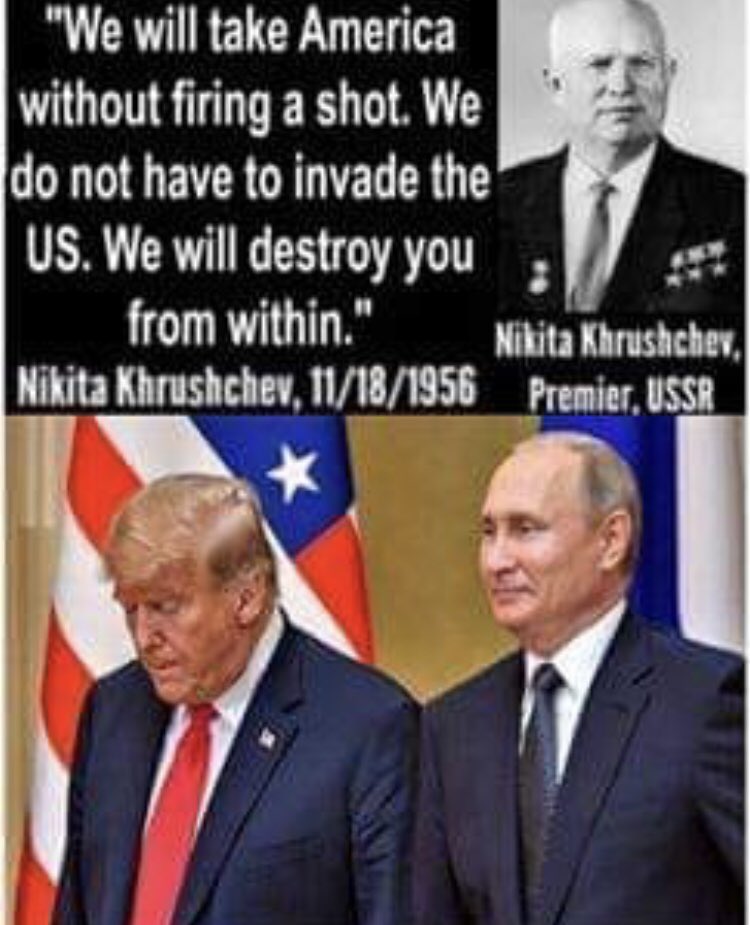 "We will take America
without firing a shot. We
do not have to invade the
US. We will destroy you
from within."
Nikita Khrushchev, 11/18/1956
Nikita Khrushchev,
Premier, USSR